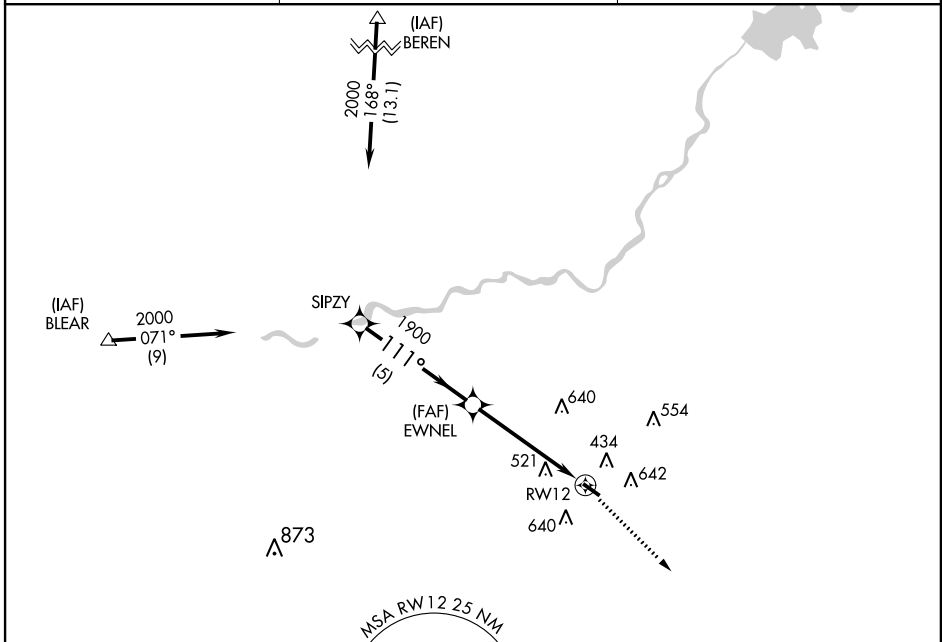 (IAF)
BEREN
2000
168°
(13.1)
SIPZY
(IAF)
BLEAR
2000
071°
(9)
1900
111°
(5)
(FAF)
EWNEL
640
554
434
521
642
RW12
640
873
MSA RW12 25 NM